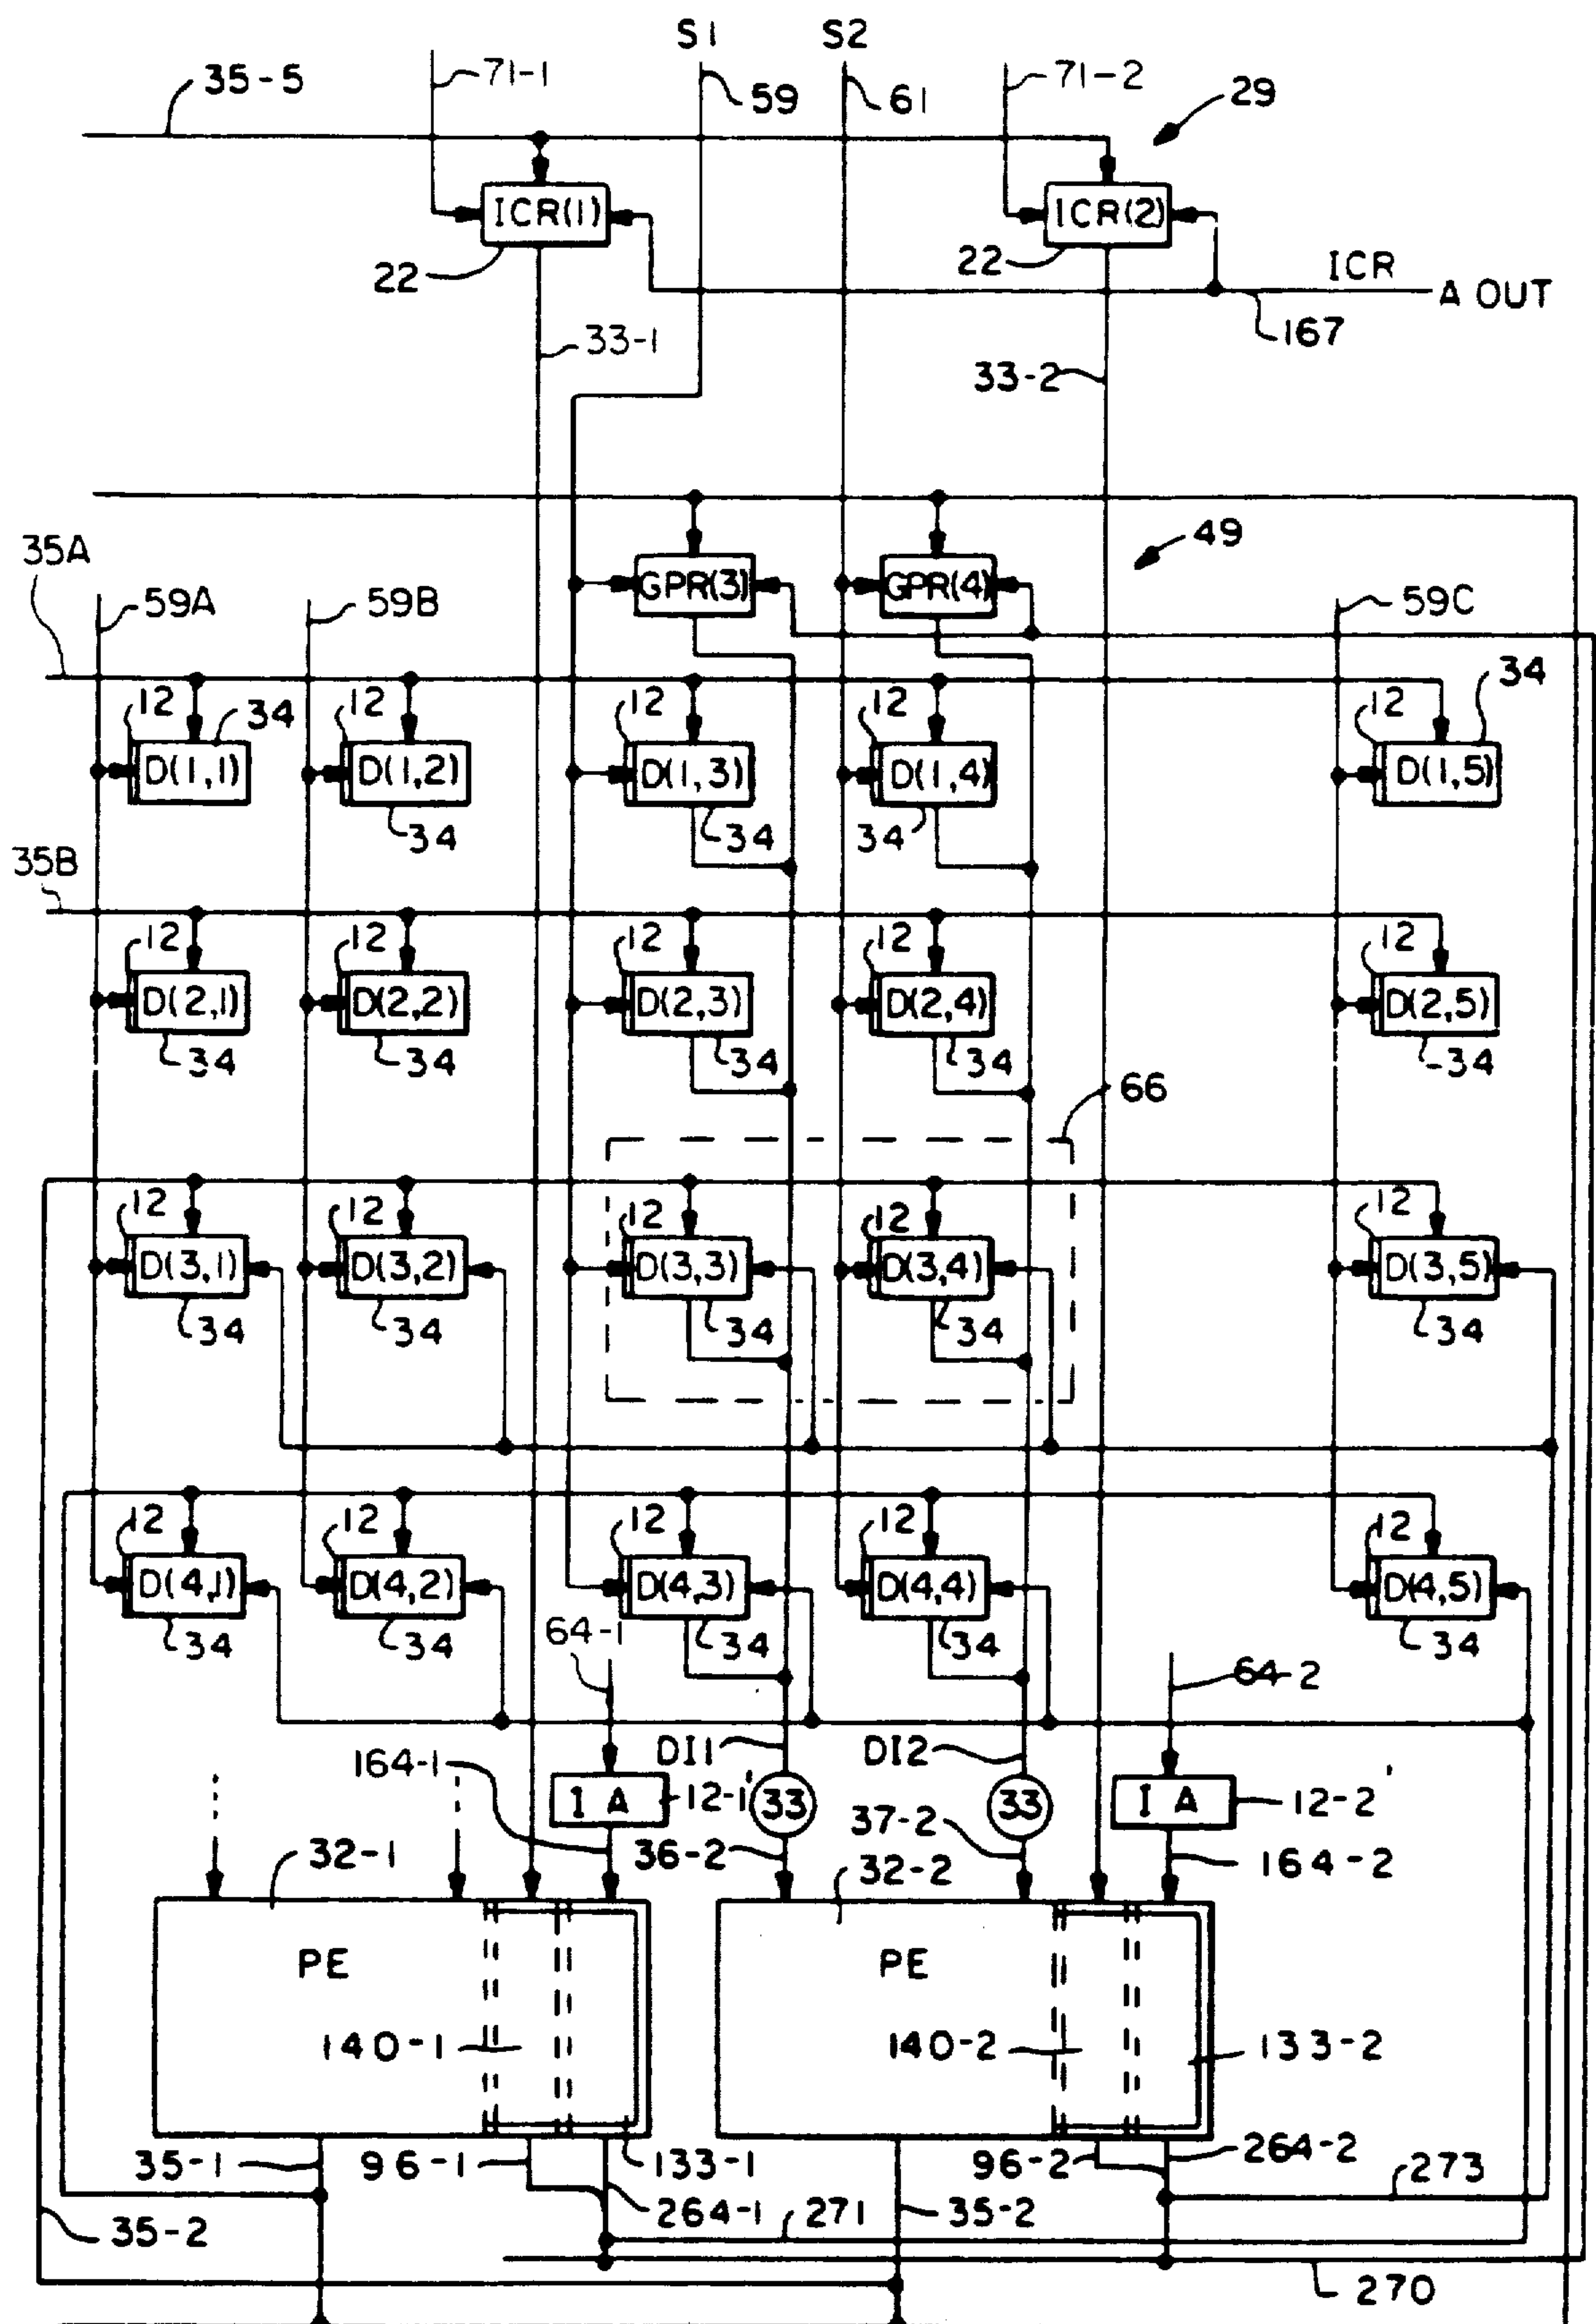 S1 S2
35-5 71-1 59 61 71-2 29
ICR(1) ICR(2)
22 22 ICR
A OUT
167
33-1
33-2
49
35A
GPR(3) GPR(4)
59A 59B 59C
12 34 12 12 12 12 34
D(1,1) D(1,2) D(1,3) D(1,4) D(1,5)
34 34 34
35B
12 12 12 12 12
D(2,1) D(2,2) D(2,3) D(2,4) D(2,5)
34 34 34 34 34
66
12 12 12 12 12
D(3,1) D(3,2) D(3,3) D(3,4) D(3,5)
34 34 34 34 34
12 12 12 12 12
D(4,1) D(4,2) D(4,3) D(4,4) D(4,5)
34 34 64-1 34 34 34
64-2
164-1 DI1 DI2
IA 12-1' 33 33 IA 12-2'
32-1 36-2 37-2 32-2 164-2
PE PE
140-1 140-2 133-2
35-1 96-1 133-1 96-2 264-2
273
35-2 264-1 271 35-2
270